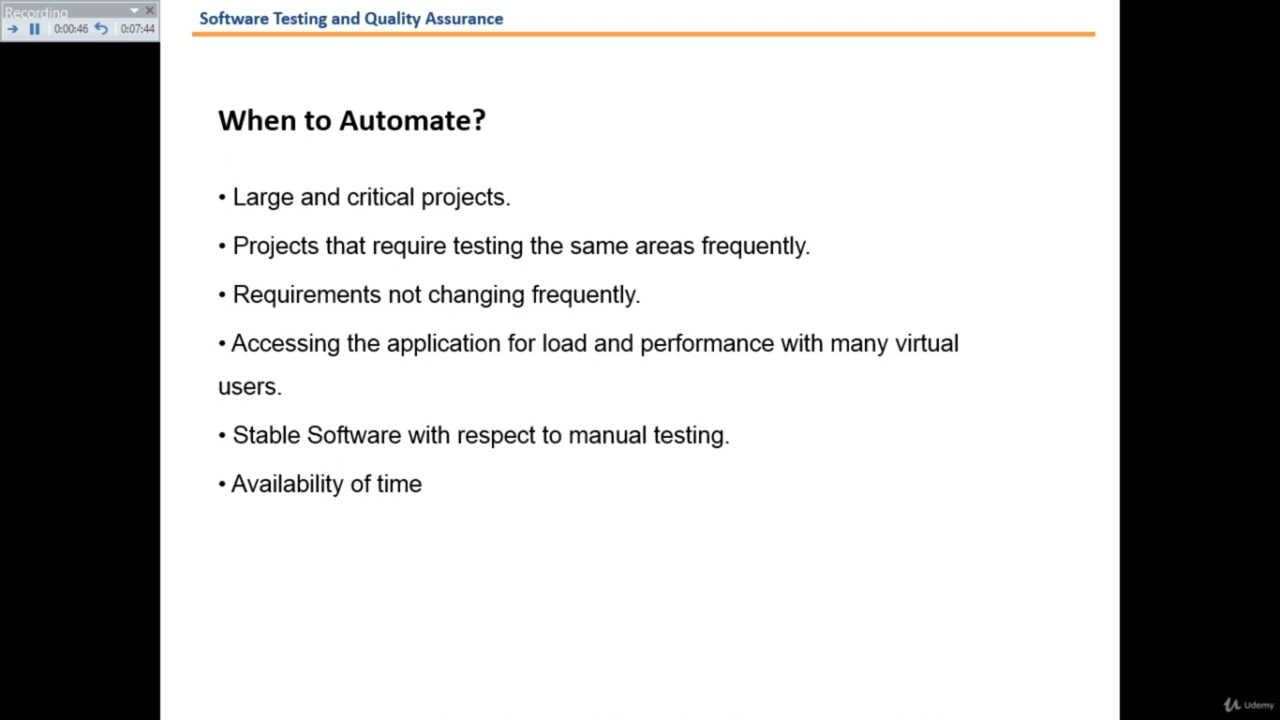 Recording
0:00:46
0:07:44
Software Testing and Quality Assurance
When to Automate?
• Large and critical projects.
• Projects that require testing the same areas frequently.
• Requirements not changing frequently.
• Accessing the application for load and performance with many virtual
users.
• Stable Software with respect to manual testing.
• Availability of time
Udemy